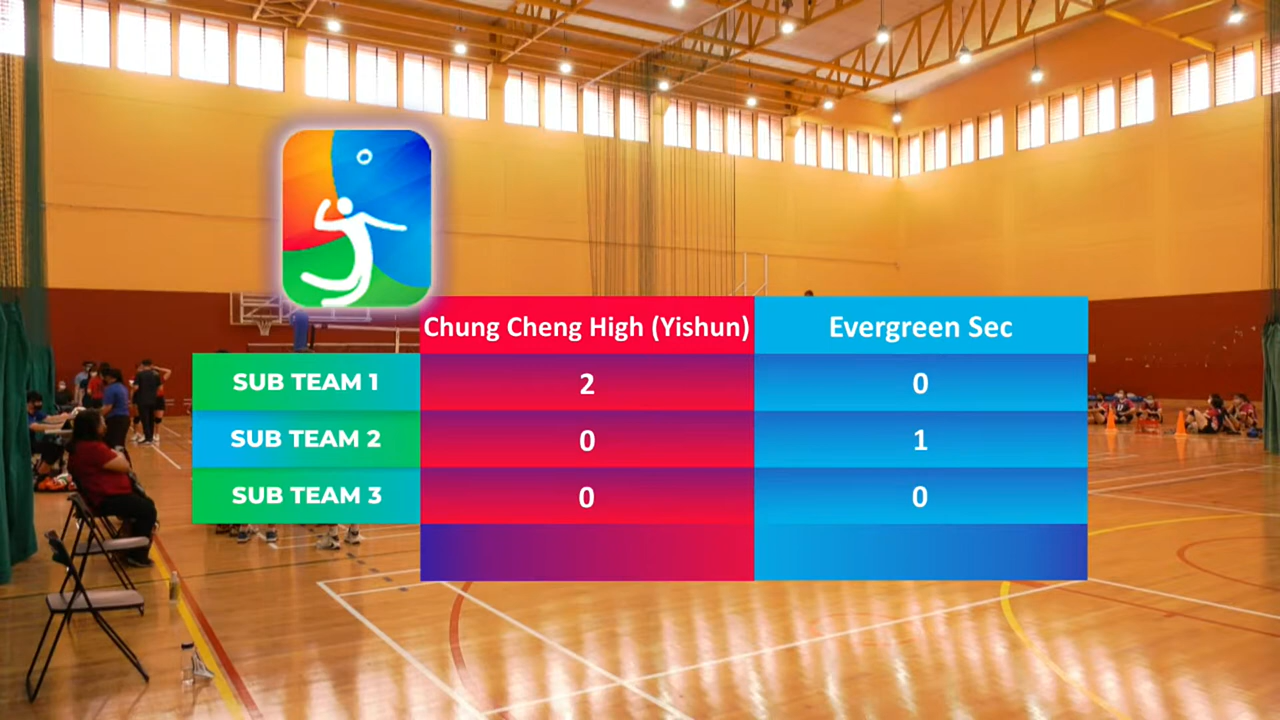 Chung Cheng High (Yishun) Evergreen Sec
SUB TEAM 1 2 0
SUB TEAM 2 0 1
SUB TEAM 3 0 0